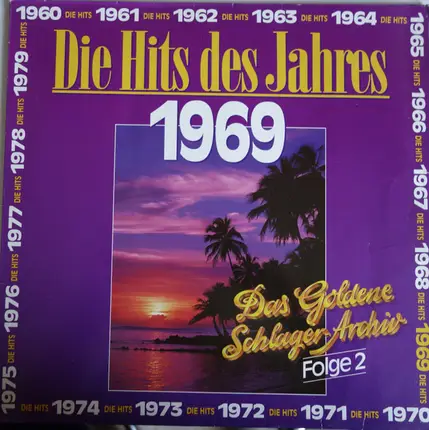 1960 DIE HITS 1961 DIE HITS 1962 DIE HITS 1963 DIE HITS 1964 DIE HITS
1965 DIE HITS 1966 DIE HITS 1967 DIE HITS 1968 DIE HITS 1969 DIE HITS
1970
DIE HITS 1974 DIE HITS 1973 DIE HITS 1972 DIE HITS 1971 DIE HITS
1975 DIE HITS 1976 DIE HITS 1977 DIE HITS 1978 DIE HITS 1979 DIE HITS
Die Hits des Jahres
1969
Das Goldene
Schlager-Archiv
Folge 2